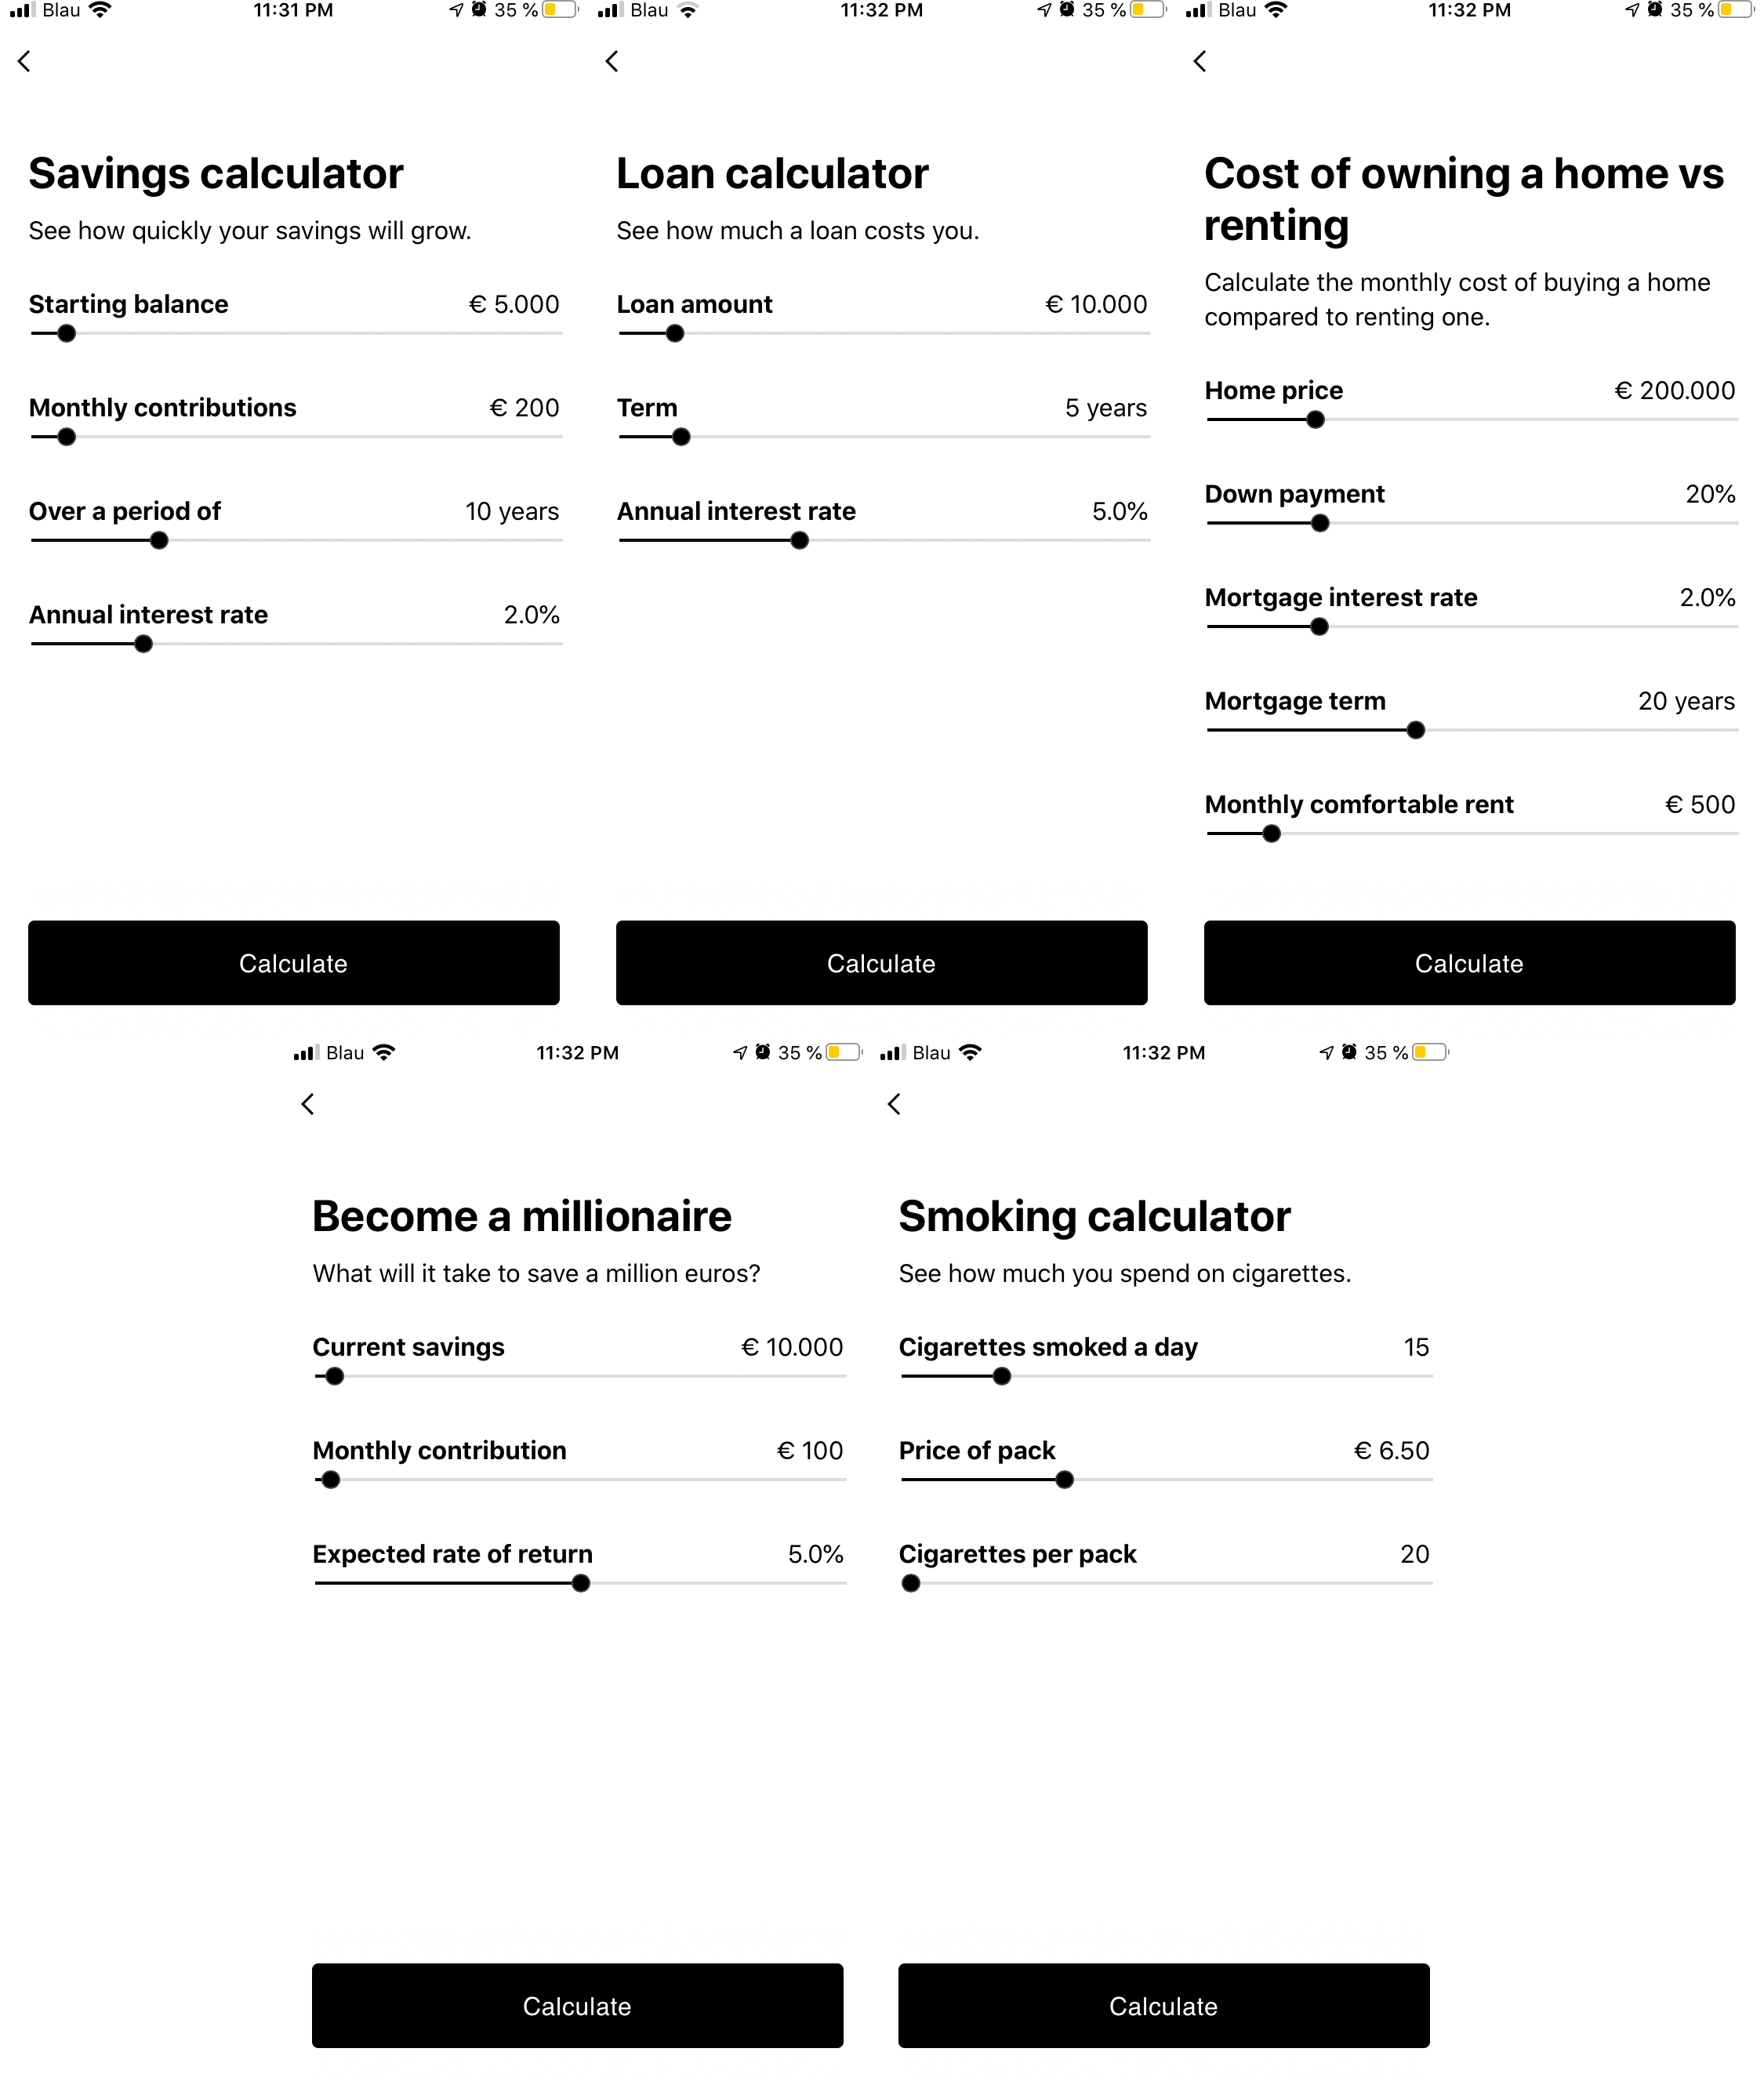 Blau 11:31 PM 35 %
Savings calculator
See how quickly your savings will grow.
Starting balance € 5.000
Monthly contributions € 200
Over a period of 10 years
Annual interest rate 2.0%
Calculate
Blau 11:32 PM 35 %
Loan calculator
See how much a loan costs you.
Loan amount € 10.000
Term 5 years
Annual interest rate 5.0%
Calculate
Blau 11:32 PM 35 %
Cost of owning a home vs
renting
Calculate the monthly cost of buying a home
compared to renting one.
Home price € 200.000
Down payment 20%
Mortgage interest rate 2.0%
Mortgage term 20 years
Monthly comfortable rent € 500
Calculate
Blau 11:32 PM 35 %
Become a millionaire
What will it take to save a million euros?
Current savings € 10.000
Monthly contribution € 100
Expected rate of return 5.0%
Calculate
Blau 11:32 PM 35 %
Smoking calculator
See how much you spend on cigarettes.
Cigarettes smoked a day 15
Price of pack € 6.50
Cigarettes per pack 20
Calculate